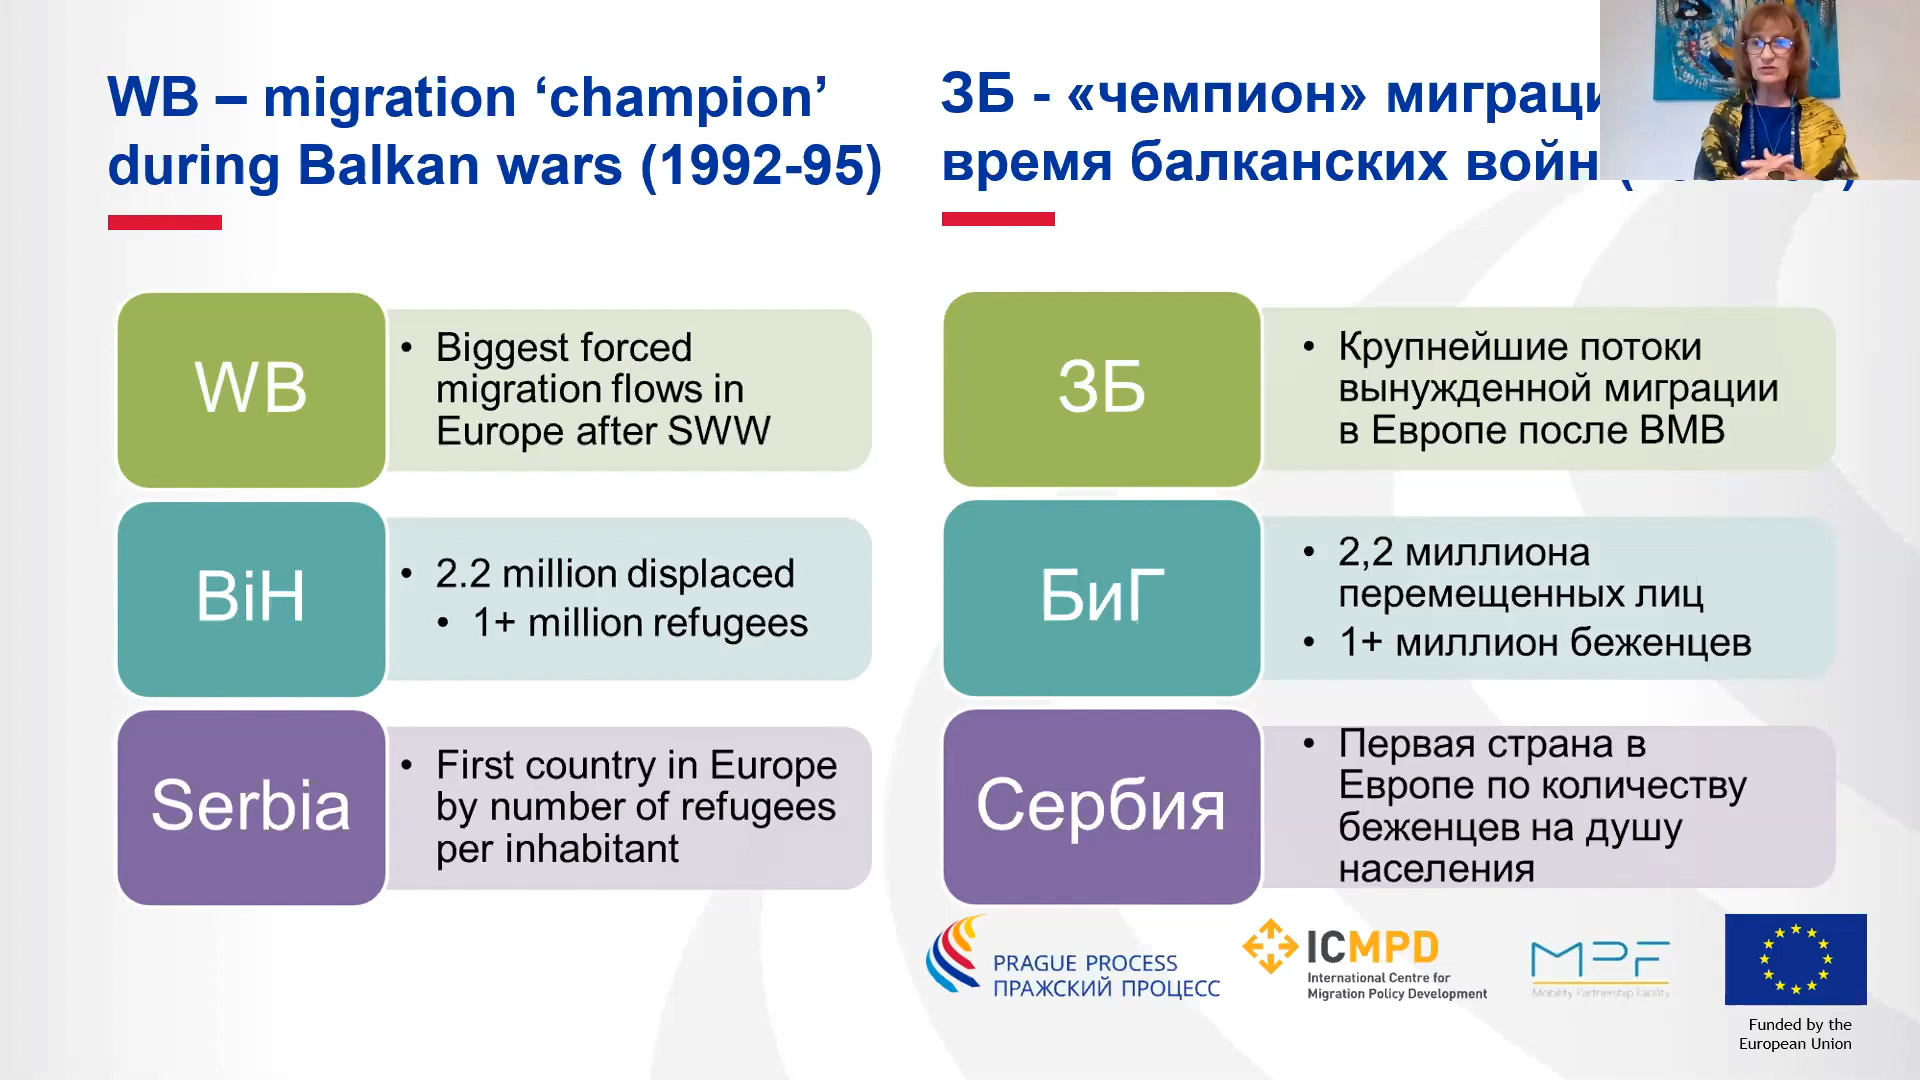 WB – migration ‘champion’
during Balkan wars (1992-95)
WB
• Biggest forced
migration flows in
Europe after SWW
BiH
• 2.2 million displaced
• 1+ million refugees
Serbia
• First country in Europe
by number of refugees
per inhabitant
ЗБ - «чемпион»
время балканских войн
ЗБ
• Крупнейшие потоки
вынужденной миграции
в Европе после ВМВ
БиГ
• 2,2 миллиона
перемещенных лиц
• 1+ миллион беженцев
Сербия
• Первая страна в
Европе по количеству
беженцев на душу
населения
PRAGUE PROCESS
ПРАЖСКИЙ ПРОЦЕСС
ICMPD
International Centre for
Migration Policy Development
MPF
Mobility Partnership Facility
Funded by the
European Union